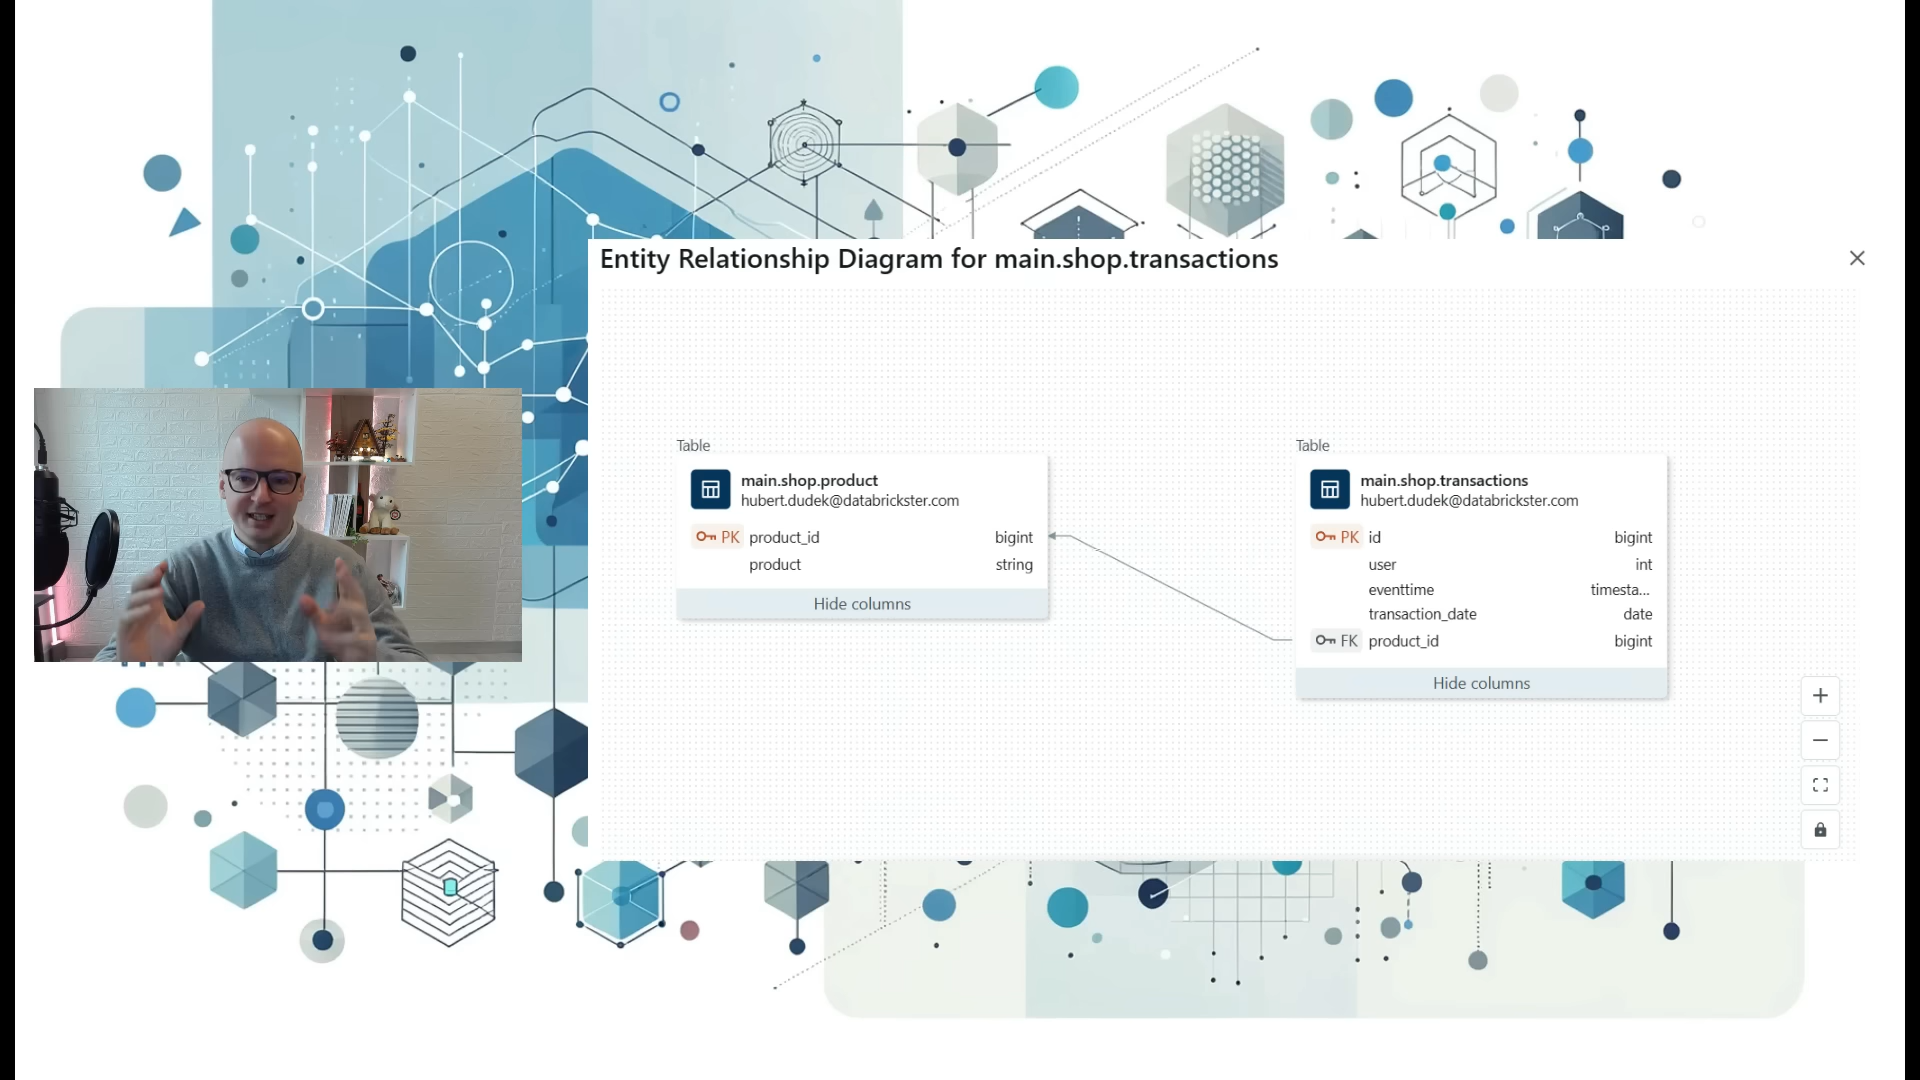 Entity Relationship Diagram for main.shop.transactions
Table
main.shop.product
hubert.dudek@databrickster.com
PK product_id bigint
product string
Hide columns
Table
main.shop.transactions
hubert.dudek@databrickster.com
PK id bigint
user int
eventtime timesta...
transaction_date date
FK product_id bigint
Hide columns